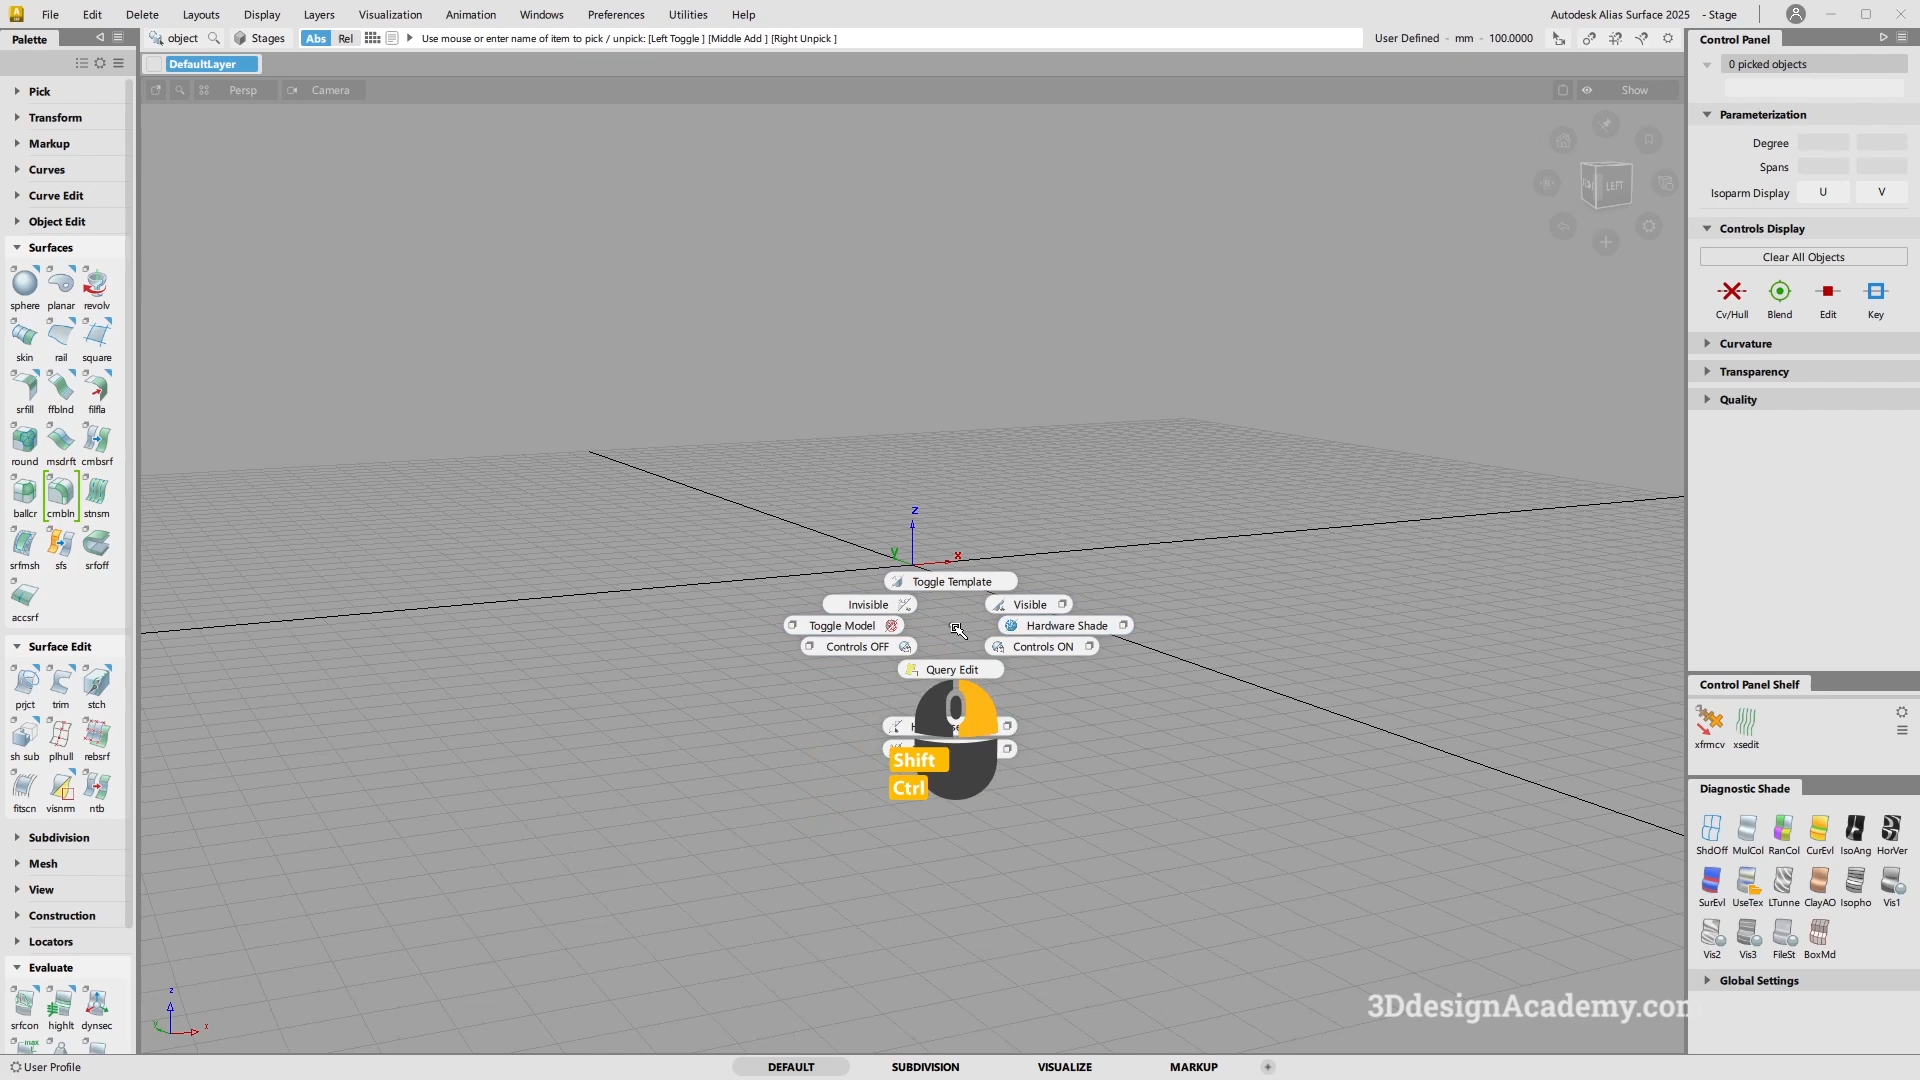 File Edit Delete Layouts Display Layers Visualization Animation Windows Preferences Utilities Help
Autodesk Alias Surface 2025 - Stage
Palette
object
Stages
Abs Rel
Use mouse or enter name of item to pick / unpick: [Left Toggle ] [Middle Add ] [Right Unpick ]
User Defined - mm - 100.0000
DefaultLayer
Persp
Camera
Show
Pick
Transform
Markup
Curves
Curve Edit
Object Edit
Surfaces
sphere planar revolv
skin rail square
srfill ffblnd filfla
round msdrft cmbsrf
ballcr cmbln stnsm
srfmsh sfs srfoff
accsrf
Surface Edit
prjct trim stch
sh sub plhull rebsrf
fitscn visnrm ntb
Subdivision
Mesh
View
Construction
Locators
Evaluate
srfcon highlt dynsec
max
User Profile
LEFT
z
y
x
Toggle Template
Invisible
Visible
Toggle Model
Hardware Shade
Controls OFF
Controls ON
Query Edit
Shift
Ctrl
z
y
x
3DdesignAcademy.com
DEFAULT SUBDIVISION VISUALIZE MARKUP
Control Panel
0 picked objects
Parameterization
Degree
Spans
Isoparm Display U V
Controls Display
Clear All Objects
Cv/Hull Blend Edit Key
Curvature
Transparency
Quality
Control Panel Shelf
xfrmcv xsedit
Diagnostic Shade
ShdOff MulCol RanCol CurEvl IsoAng HorVer
SurEvl UseTex LTunne ClayAO Isopho Vis1
Vis2 Vis3 FileSt BoxMd
Global Settings